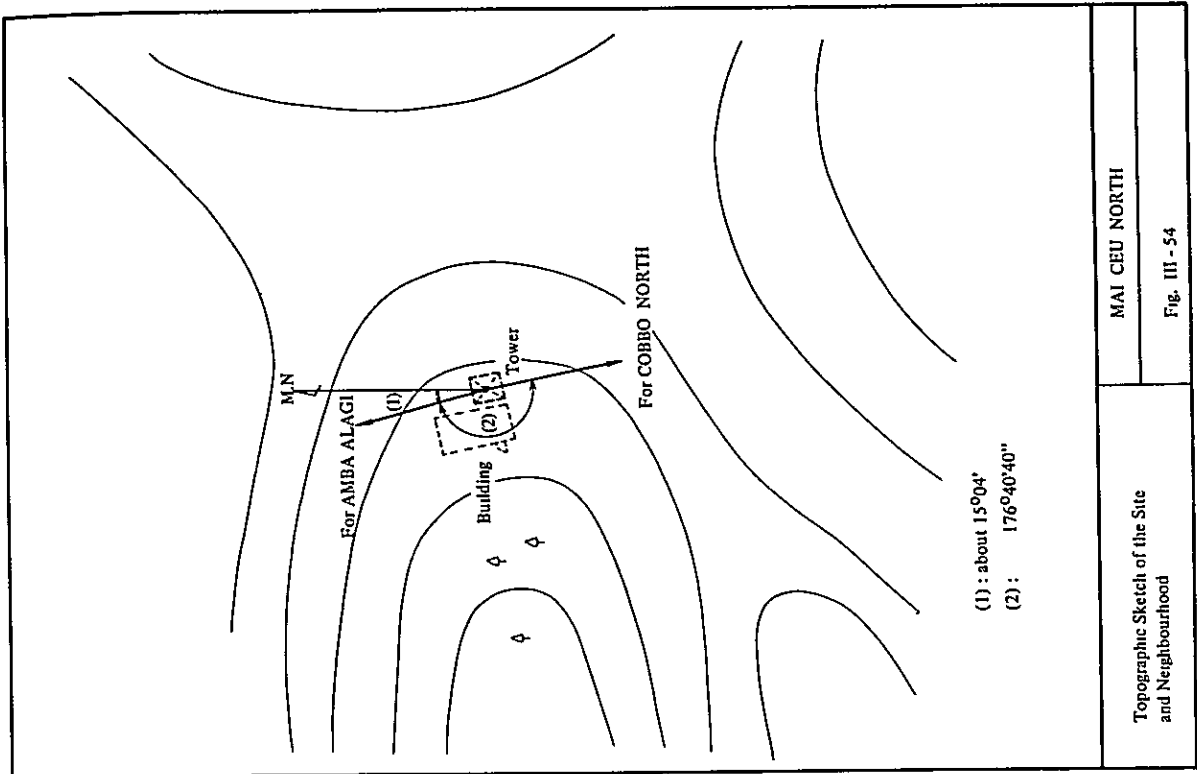 M.N
For AMBA ALAGI
(1)
Tower
(2)
Building
For COBBO NORTH
(1) : about 15°04'
(2) : 176°40'40"
Topographic Sketch of the Site
and Neighbourhood
MAI CEU NORTH
Fig. III - 54